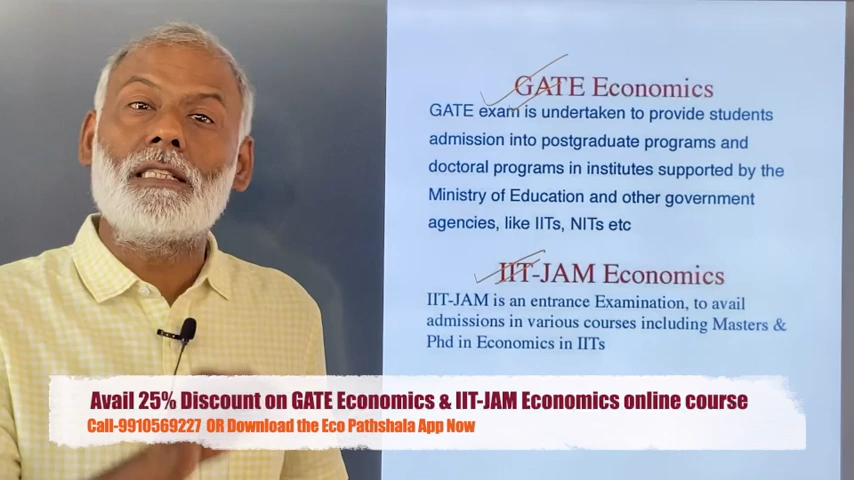 GATE Economics
GATE exam is undertaken to provide students
admission into postgraduate programs and
doctoral programs in institutes supported by the
Ministry of Education and other government
agencies, like IITs, NITs etc
IIT-JAM Economics
IIT-JAM is an entrance Examination, to avail
admissions in various courses including Masters &
Phd in Economics in IITs
Avail 25% Discount on GATE Economics & IIT-JAM Economics online course
Call-9910569227 OR Download the Eco Pathshala App Now